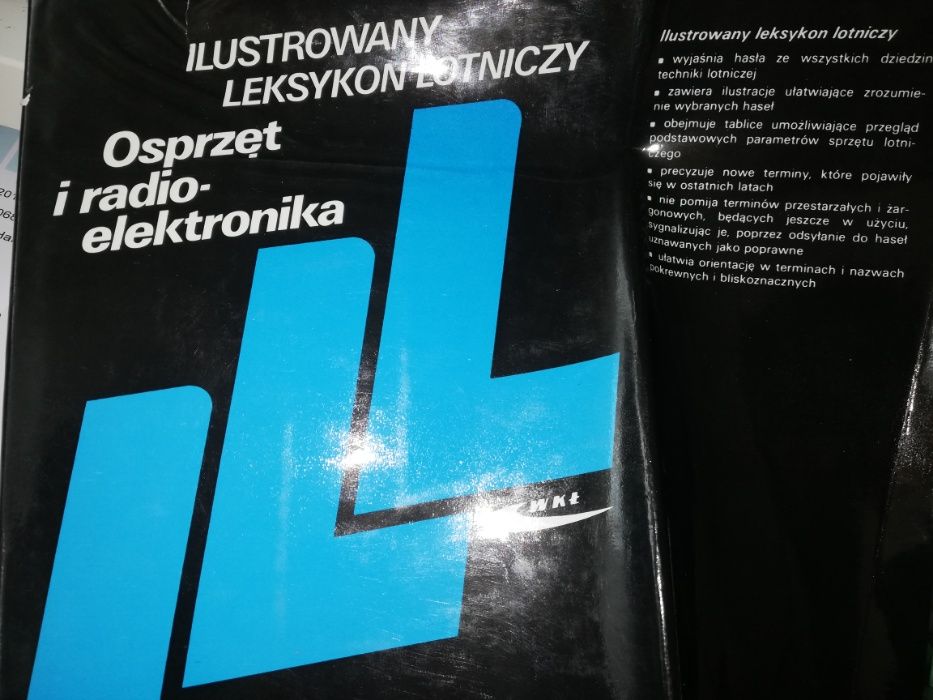 ILUSTROWANY
LEKSYKON LOTNICZY
Osprzęt
i radio-
elektronika
WKŁ
Ilustrowany leksykon lotniczy
▪ wyjaśnia hasła ze wszystkich dziedzin
techniki lotniczej
▪ zawiera ilustracje ułatwiające zrozumie-
nie wybranych haseł
▪ obejmuje tablice umożliwiające przegląd
podstawowych parametrów sprzętu lotni-
czego
▪ precyzuje nowe terminy, które pojawiły
się w ostatnich latach
▪ nie pomija terminów przestarzałych i żar-
gonowych, będących jeszcze w użyciu,
sygnalizując je, poprzez odsyłanie do haseł
uznawanych jako poprawne
▪ ułatwia orientację w terminach i nazwach
pokrewnych i bliskoznacznych